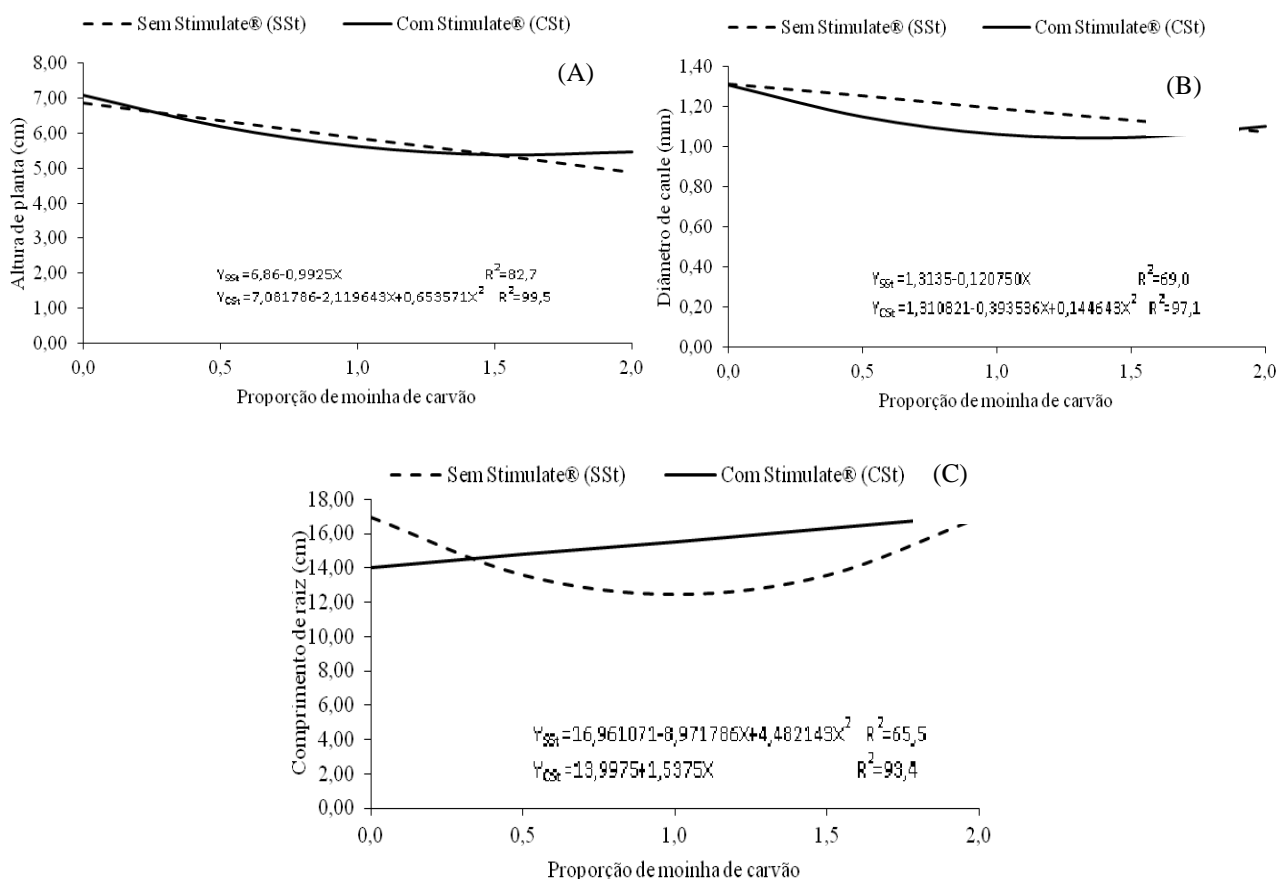 Sem Stimulate® (SSt) Com Stimulate® (CSt)
(A)
Altura de planta (cm)
8,00
7,00
6,00
5,00
4,00
3,00
2,00
1,00
0,00
Y_SSt=6,86-0,9925X R²=82,7
Y_CSt=7,081786-2,119643X+0,653571X² R²=99,5
0,0 0,5 1,0 1,5 2,0
Proporção de moinha de carvão
Sem Stimulate® (SSt) Com Stimulate® (CSt)
(B)
Diâmetro de caule (mm)
1,40
1,20
1,00
0,80
0,60
0,40
0,20
0,00
Y_SSt=1,3135-0,120750X R²=69,0
Y_CSt=1,310821-0,393536X+0,144643X² R²=97,1
0,0 0,5 1,0 1,5 2,0
Proporção de moinha de carvão
Sem Stimulate® (SSt) Com Stimulate® (CSt)
(C)
Comprimento de raiz (cm)
18,00
16,00
14,00
12,00
10,00
8,00
6,00
4,00
2,00
0,00
Y_SSt=16,961071-8,971786X+4,482143X² R²=65,5
Y_CSt=13,9975+1,5375X R²=93,4
0,0 0,5 1,0 1,5 2,0
Proporção de moinha de carvão